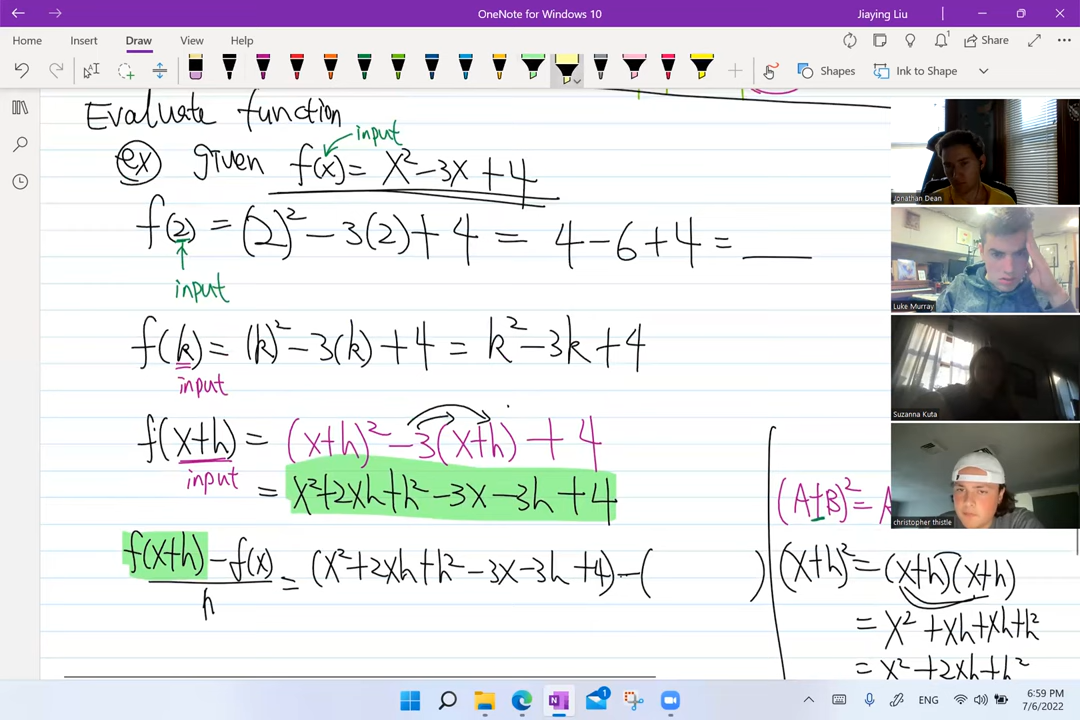 OneNote for Windows 10
Jiaying Liu
Home Insert Draw View Help
Share
Shapes
Ink to Shape
Evaluate function
input
ex given f(x)= x²-3x+4
f(2) = (2)² - 3(2) + 4 = 4-6+4 = ___
input
f(k) = (k)² - 3(k) + 4 = k²-3k+4
input
f(x+h) = (x+h)² - 3(x+h) + 4
input
= x²+2xh+h²-3x-3h+4
f(x+h) - f(x)
= (x²+2xh+h²-3x-3h+4) - ( )
h
(A+B)² = A
(x+h)² = (x+h)(x+h)
= x²+xh+xh+h²
= x²+2xh+h²
Jonathan Dean
Luke Murray
Suzanna Kuta
christopher thistle
1
ENG
6:59 PM
7/6/2022